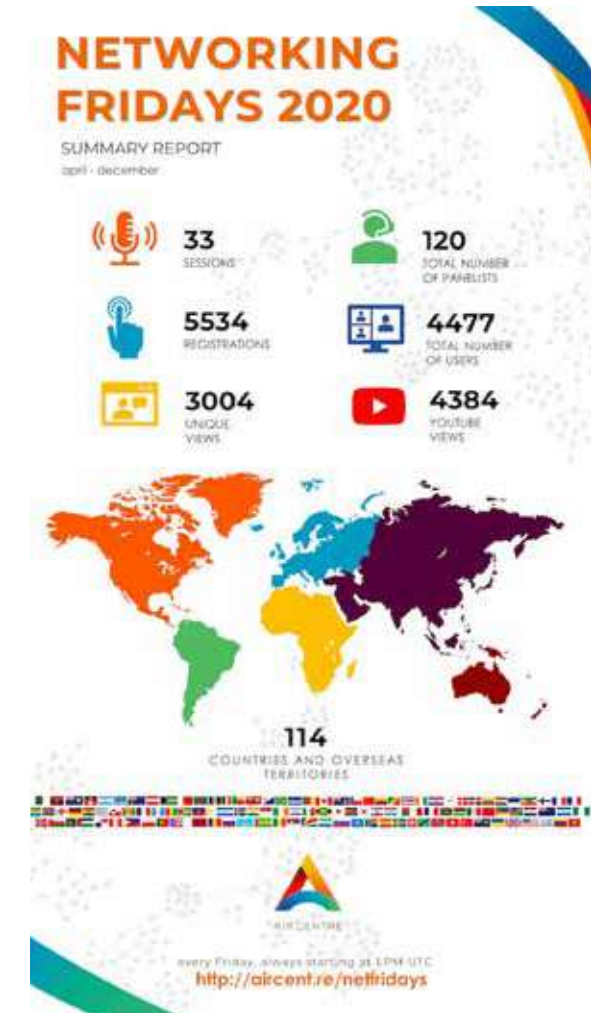 NETWORKING
FRIDAYS 2020
SUMMARY REPORT
april - december
33
SESSIONS
120
TOTAL NUMBER
OF PANELISTS
5534
REGISTRATIONS
4477
TOTAL NUMBER
OF USERS
3004
UNIQUE
VIEWS
4384
YOUTUBE
VIEWS
114
COUNTRIES AND OVERSEAS
TERRITORIES
AIR CENTRE
every Friday, always starting at 1PM UTC
http://aircent.re/netfridays